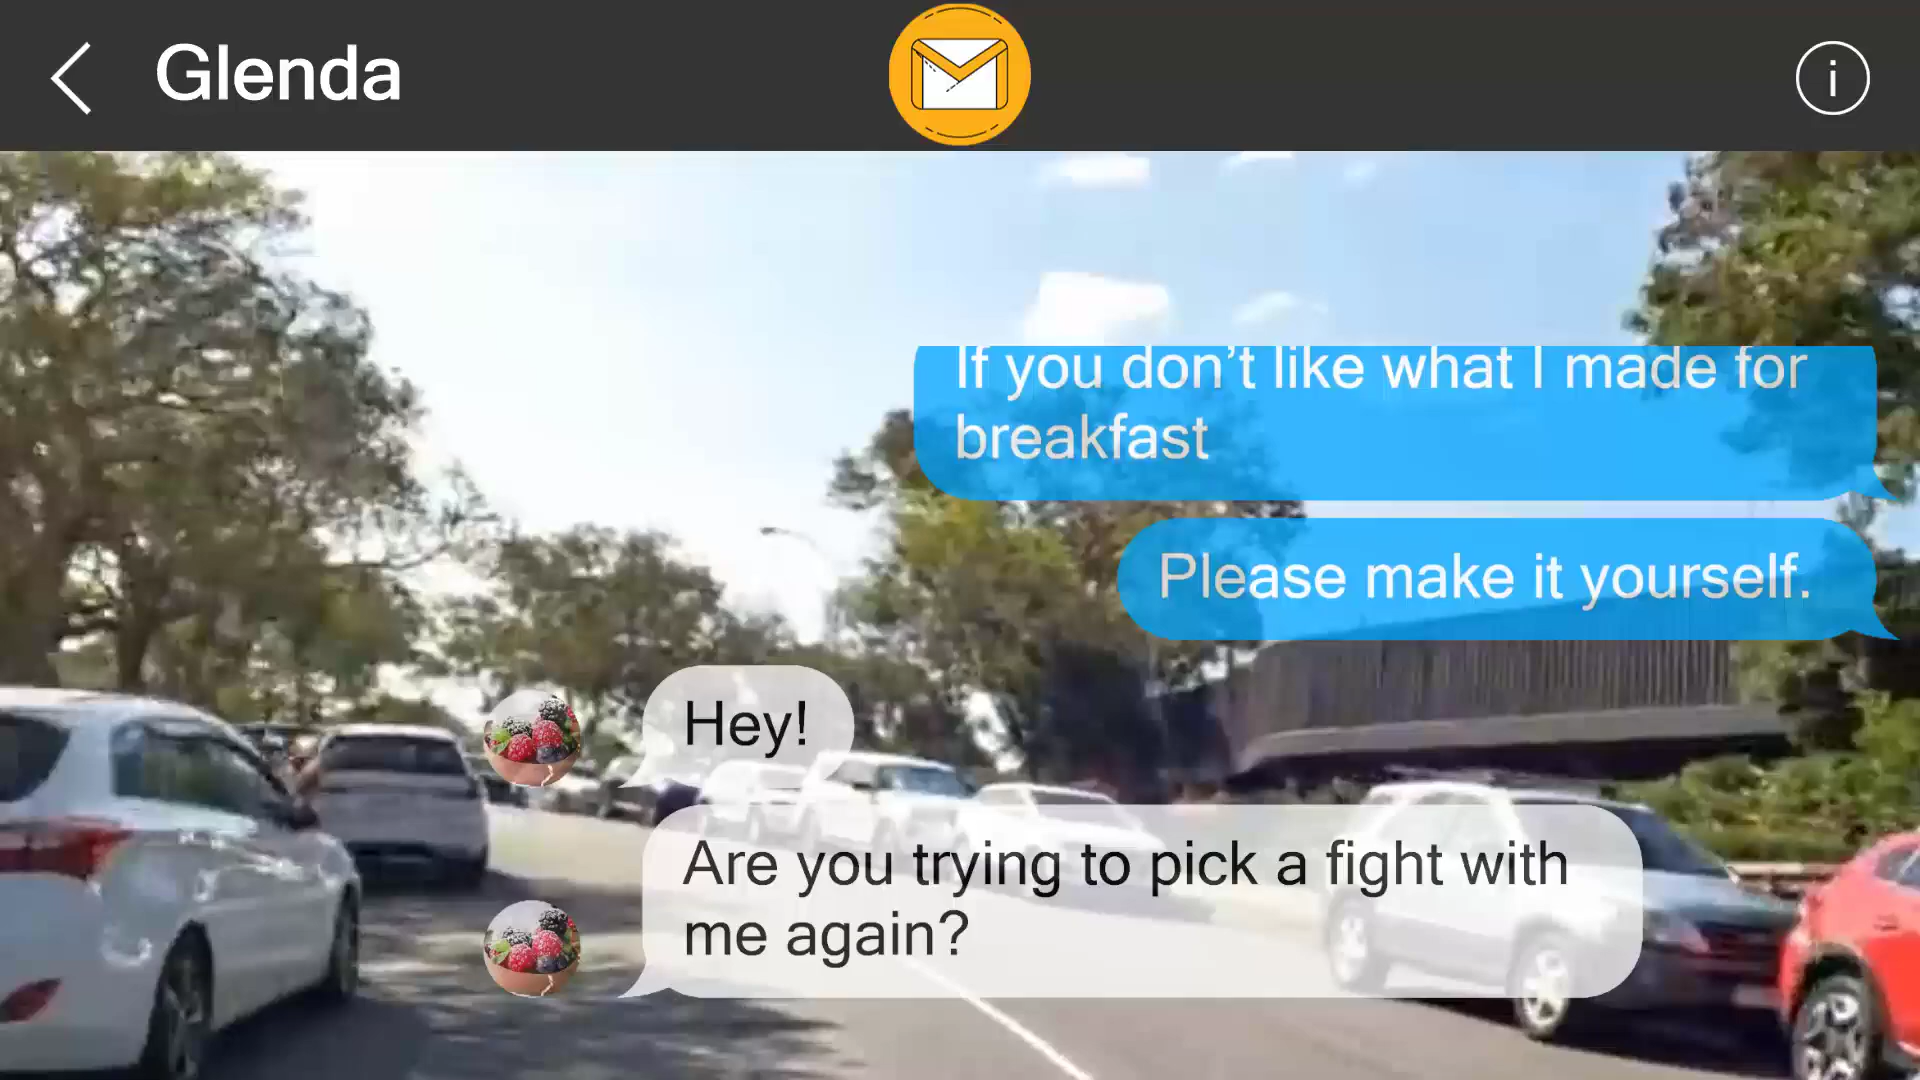 Glenda
If you don’t like what I made for
breakfast
Please make it yourself.
Hey!
Are you trying to pick a fight with
me again?